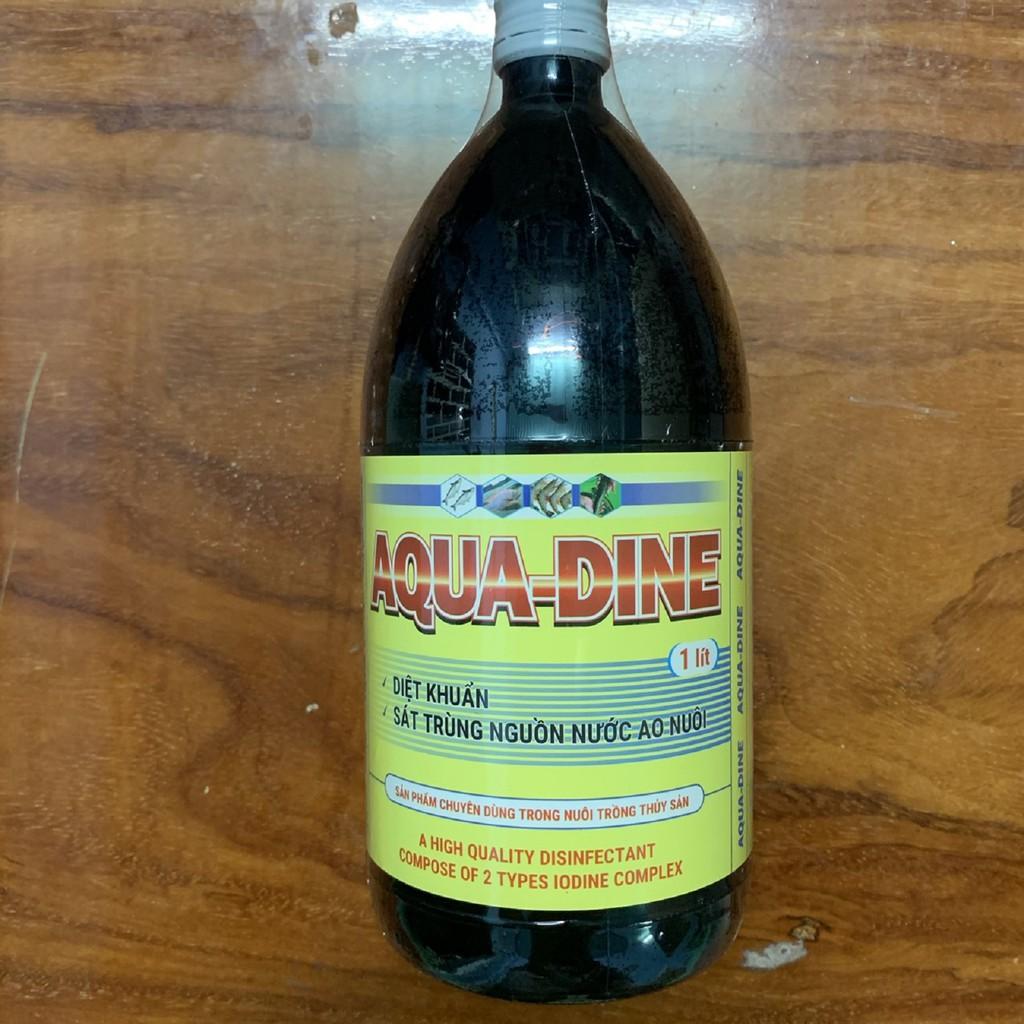 AQUA-DINE
1 lít
✓ DIỆT KHUẨN
✓ SÁT TRÙNG NGUỒN NƯỚC AO NUÔI
SẢN PHẨM CHUYÊN DÙNG TRONG NUÔI TRỒNG THỦY SẢN
A HIGH QUALITY DISINFECTANT
COMPOSE OF 2 TYPES IODINE COMPLEX
AQUA-DINE AQUA-DINE AQUA-DINE